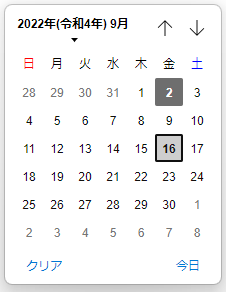 2022年(令和4年) 9月
日 月 火 水 木 金 土
28 29 30 31 1 2 3
4 5 6 7 8 9 10
11 12 13 14 15 16 17
18 19 20 21 22 23 24
25 26 27 28 29 30 1
2 3 4 5 6 7 8
クリア 今日